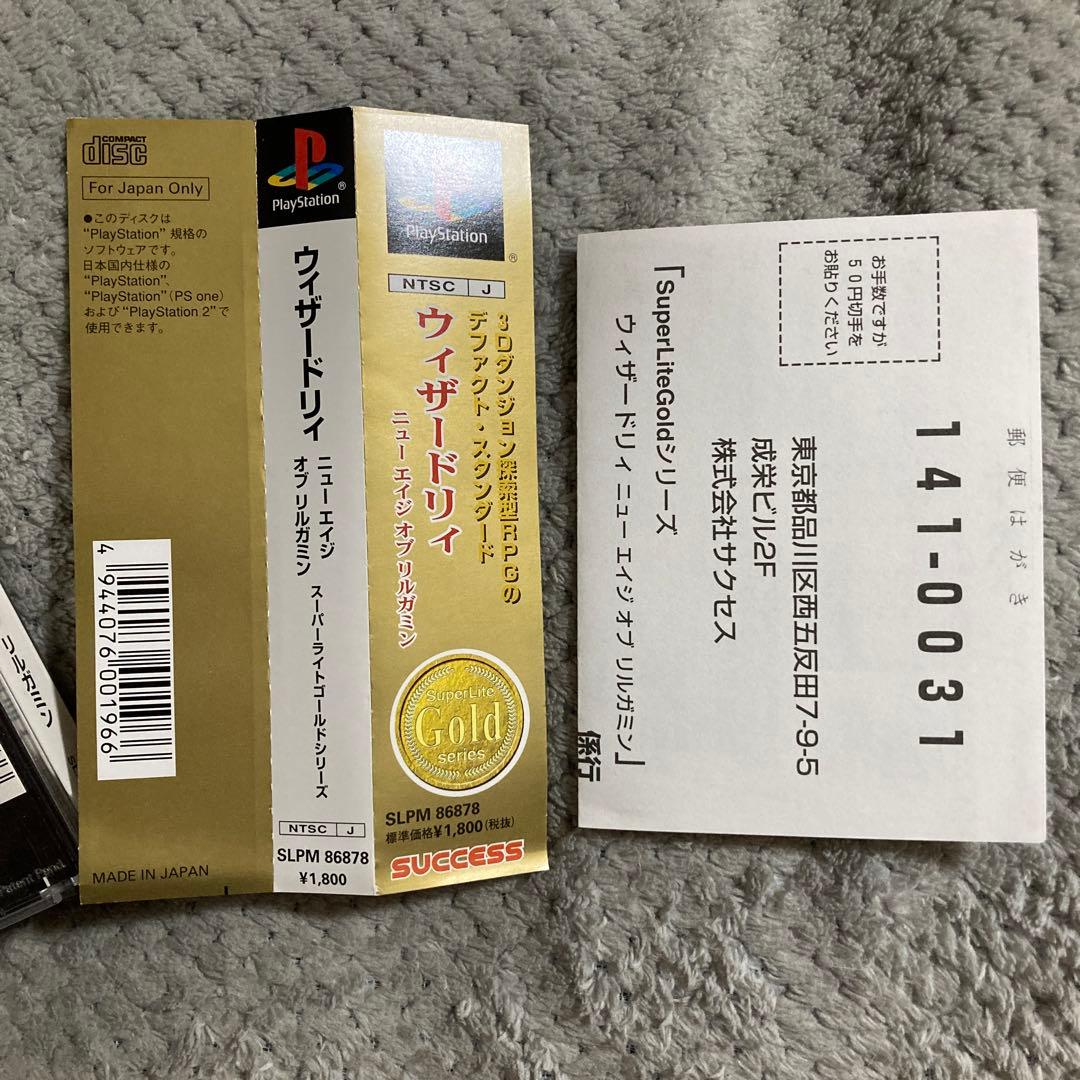 COMPACT
disc
For Japan Only
●このディスクは
"PlayStation" 規格の
ソフトウェアです。
日本国内仕様の
"PlayStation"、
"PlayStation"(PS one)
および "PlayStation 2"で
使用できます。
4 944076 001966
MADE IN JAPAN
PlayStation
®
ウィザードリィ
ニュー エイジ
オブ リルガミン
スーパーライトゴールドシリーズ
NTSC J
SLPM 86878
¥1,800
PlayStation
®
NTSC J
3Dダンジョン探索型RPGの
デファクト・スタンダード
ウィザードリィ
ニュー エイジ オブ リルガミン
SuperLite
Gold
series
SLPM 86878
標準価格¥1,800(税抜)
SUCCESS
郵便はがき
141-0031
お手数ですが
50円切手を
お貼りください
東京都品川区西五反田7-9-5
成栄ビル2F
株式会社サクセス
「SuperLiteGoldシリーズ
ウィザードリィ ニュー エイジ オブ リルガミン」
係行
リルガミン
Patent Pend